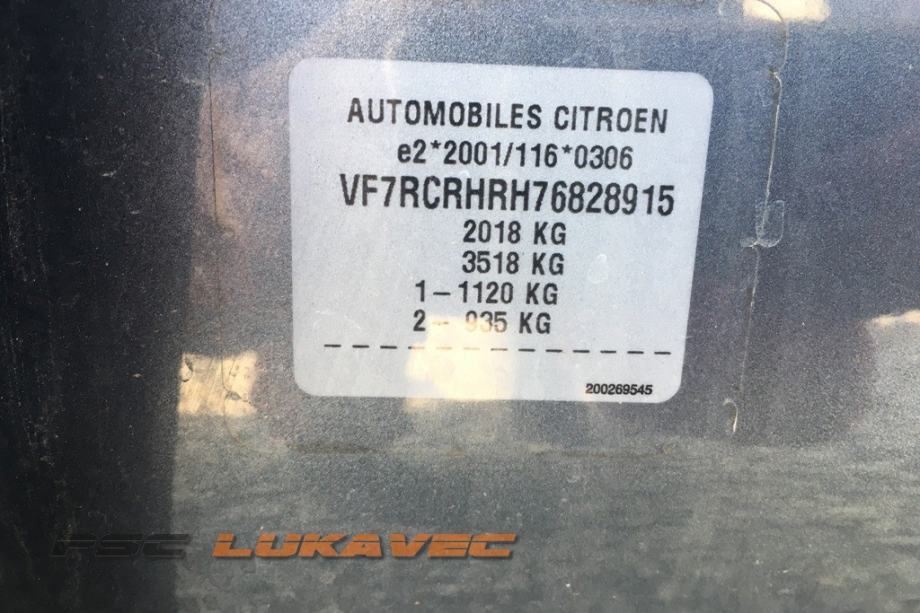 AUTOMOBILES CITROEN
e2*2001/116*0306
VF7RCRHRH76828915
2018 KG
3518 KG
1-1120 KG
2- 935 KG
200269545
PSC LUKAVEC